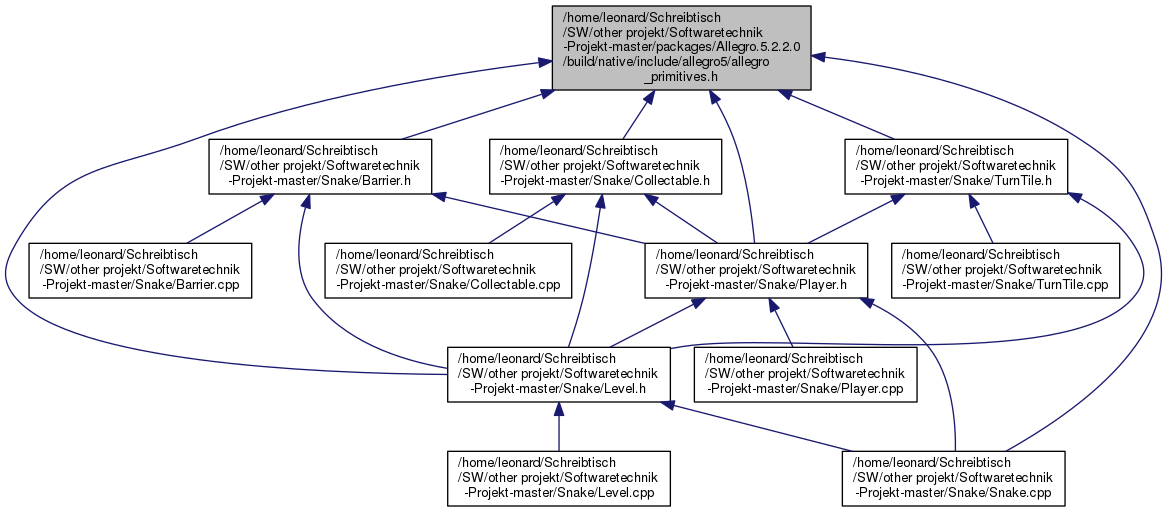 /home/leonard/Schreibtisch
/SW/other projekt/Softwaretechnik
-Projekt-master/packages/Allegro.5.2.2.0
/build/native/include/allegro5/allegro
_primitives.h
/home/leonard/Schreibtisch
/SW/other projekt/Softwaretechnik
-Projekt-master/Snake/Barrier.h
/home/leonard/Schreibtisch
/SW/other projekt/Softwaretechnik
-Projekt-master/Snake/Collectable.h
/home/leonard/Schreibtisch
/SW/other projekt/Softwaretechnik
-Projekt-master/Snake/TurnTile.h
/home/leonard/Schreibtisch
/SW/other projekt/Softwaretechnik
-Projekt-master/Snake/Barrier.cpp
/home/leonard/Schreibtisch
/SW/other projekt/Softwaretechnik
-Projekt-master/Snake/Collectable.cpp
/home/leonard/Schreibtisch
/SW/other projekt/Softwaretechnik
-Projekt-master/Snake/Player.h
/home/leonard/Schreibtisch
/SW/other projekt/Softwaretechnik
-Projekt-master/Snake/TurnTile.cpp
/home/leonard/Schreibtisch
/SW/other projekt/Softwaretechnik
-Projekt-master/Snake/Level.h
/home/leonard/Schreibtisch
/SW/other projekt/Softwaretechnik
-Projekt-master/Snake/Player.cpp
/home/leonard/Schreibtisch
/SW/other projekt/Softwaretechnik
-Projekt-master/Snake/Level.cpp
/home/leonard/Schreibtisch
/SW/other projekt/Softwaretechnik
-Projekt-master/Snake/Snake.cpp